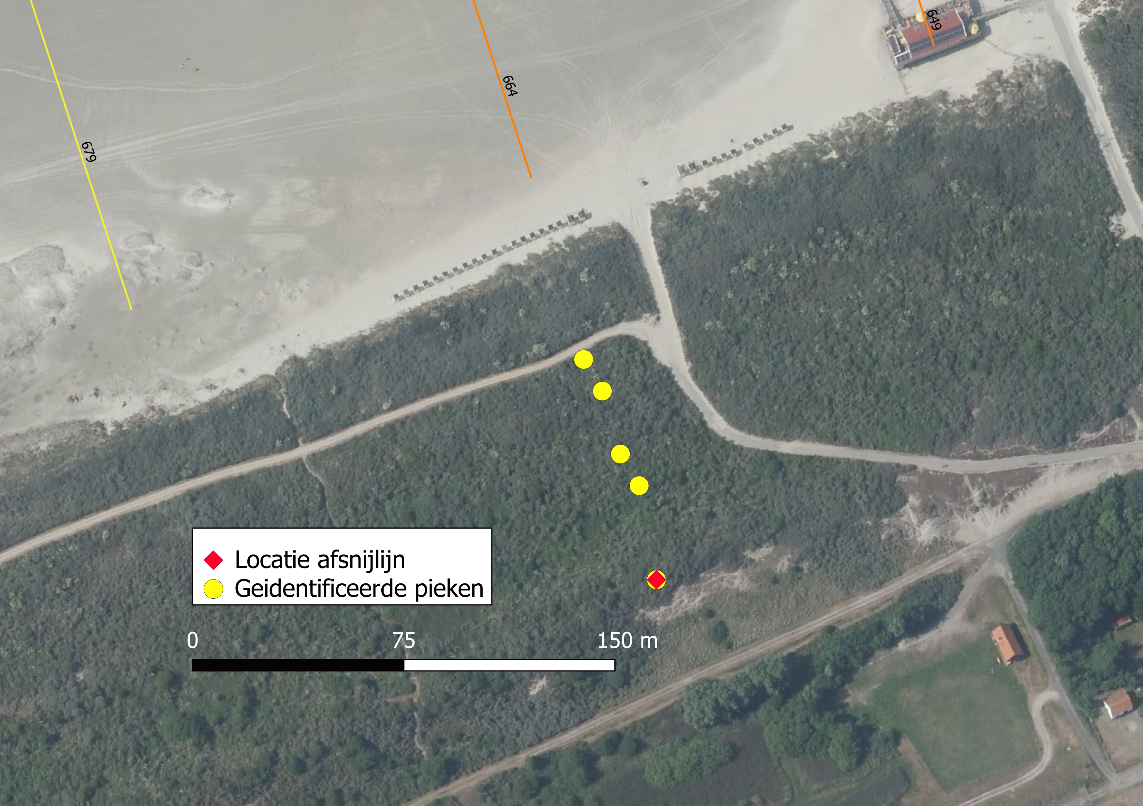 649
664
679
Locatie afsnijlijn
Geidentificeerde pieken
0 75 150 m